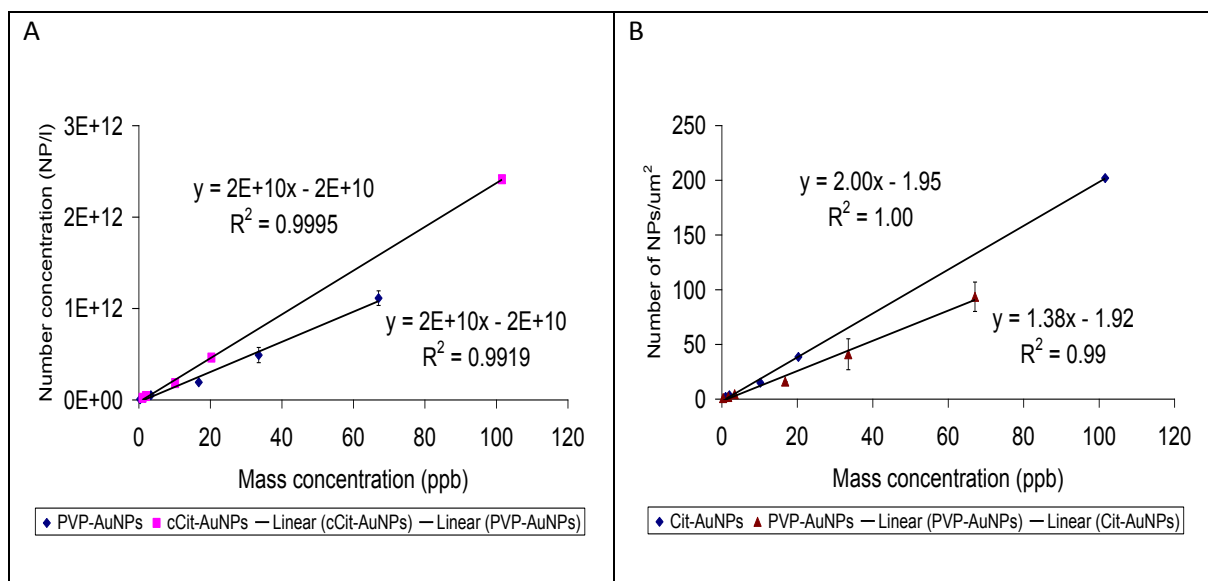 A
Number concentration (NP/l)
3E+12
2E+12
1E+12
0E+00
y = 2E+10x - 2E+10
R² = 0.9995
y = 2E+10x - 2E+10
R² = 0.9919
0 20 40 60 80 100 120
Mass concentration (ppb)
PVP-AuNPs cCit-AuNPs Linear (cCit-AuNPs) Linear (PVP-AuNPs)
B
Number of NPs/um²
250
200
150
100
50
0
y = 2.00x - 1.95
R² = 1.00
y = 1.38x - 1.92
R² = 0.99
0 20 40 60 80 100 120
Mass concentration (ppb)
Cit-AuNPs PVP-AuNPs Linear (PVP-AuNPs) Linear (Cit-AuNPs)